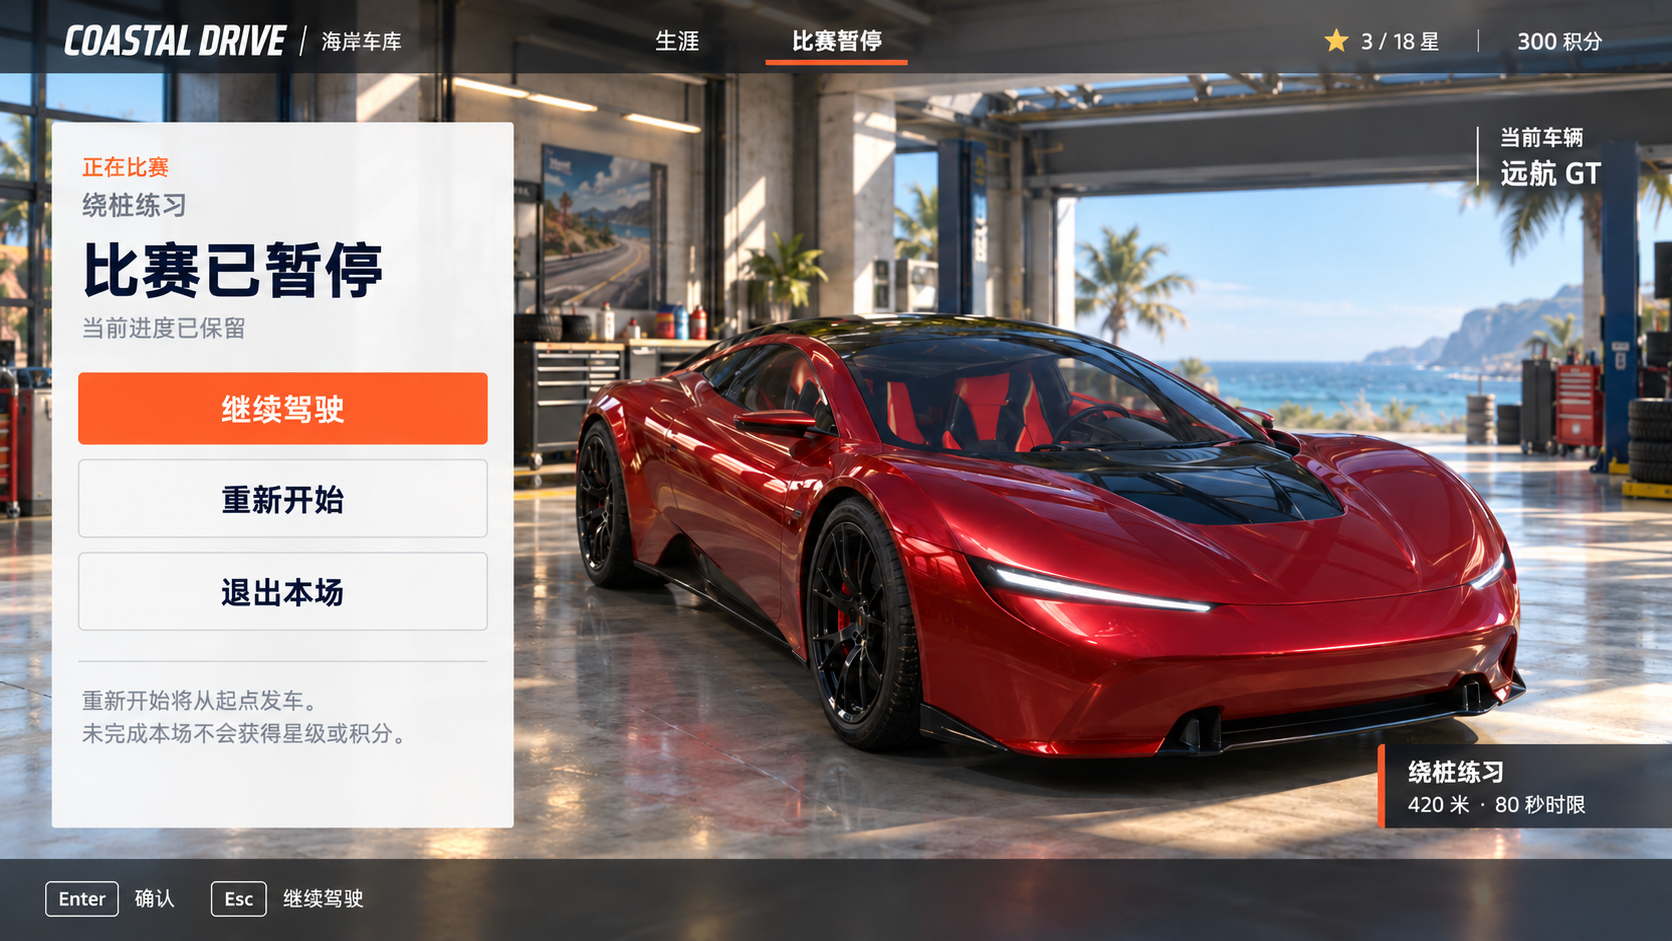 COASTAL DRIVE / 海岸车库
生涯
比赛暂停
3 / 18 星
300 积分
当前车辆
远航 GT
正在比赛
绕桩练习
比赛已暂停
当前进度已保留
继续驾驶
重新开始
退出本场
重新开始将从起点发车。
未完成本场不会获得星级或积分。
绕桩练习
420 米 · 80 秒时限
Enter 确认
Esc 继续驾驶